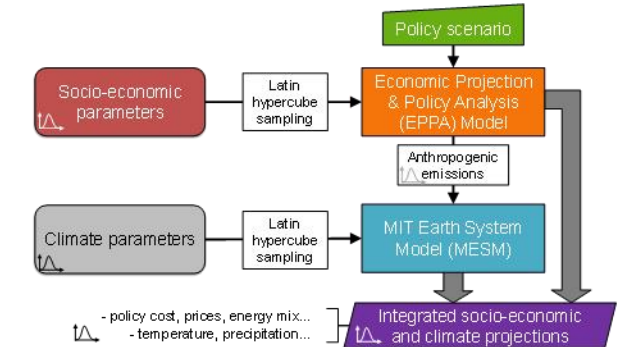 Policy scenario
Socio-economic
parameters
Latin
hypercube
sampling
Economic Projection
& Policy Analysis
(EPPA) Model
Anthropogenic
emissions
Climate parameters
Latin
hypercube
sampling
MIT Earth System
Model (MESM)
- policy cost, prices, energy mix...
- temperature, precipitation...
Integrated socio-economic
and climate projections